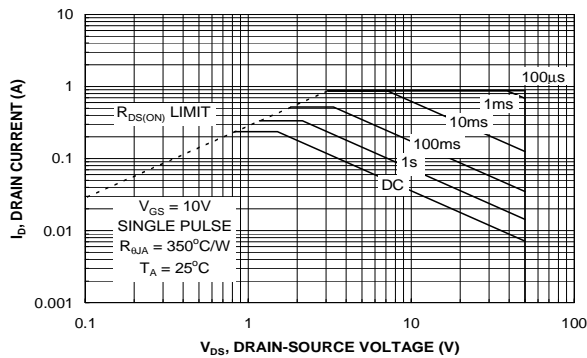 10
1
0.1
0.01
0.001
I_D, DRAIN CURRENT (A)
R_DS(ON) LIMIT
100µs
1ms
10ms
100ms
1s
DC
V_GS = 10V
SINGLE PULSE
R_θJA = 350°C/W
T_A = 25°C
0.1
1
10
100
V_DS, DRAIN-SOURCE VOLTAGE (V)